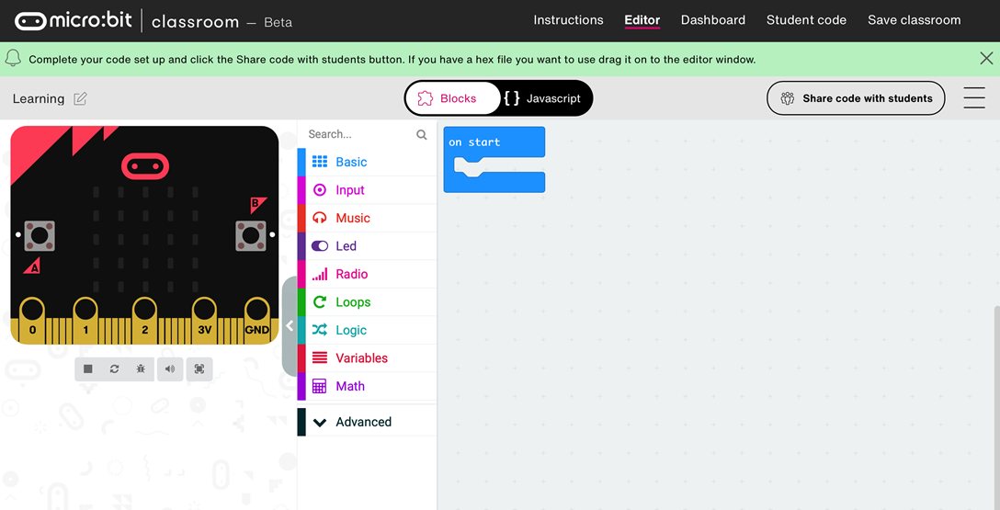 micro:bit classroom – Beta
Instructions Editor Dashboard Student code Save classroom
Complete your code set up and click the Share code with students button. If you have a hex file you want to use drag it on to the editor window.
Learning
Blocks
{ } Javascript
Share code with students
B
A
0 1 2 3V GND
Search...
Basic
Input
Music
Led
Radio
Loops
Logic
Variables
Math
Advanced
on start